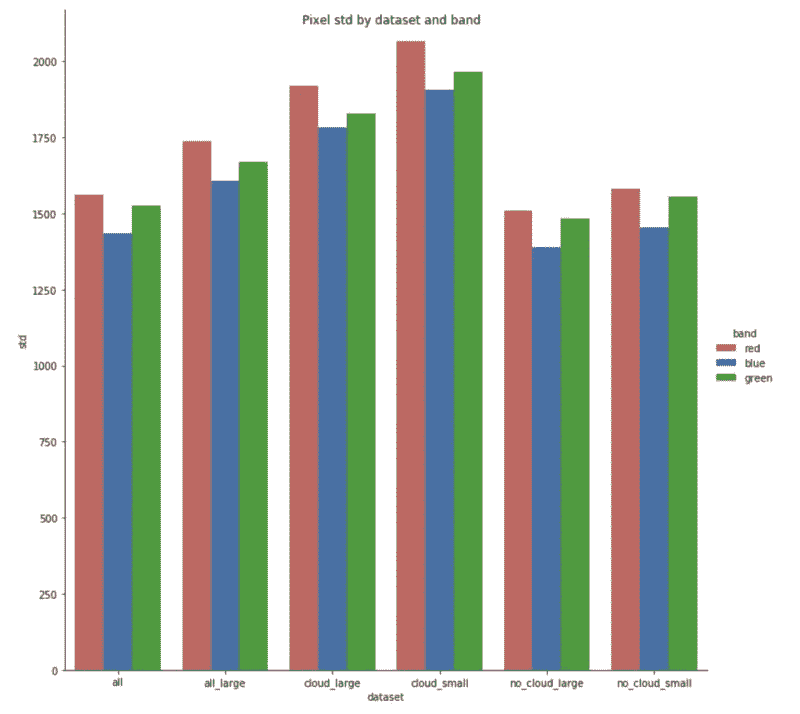 Pixel std by dataset and band
2000
1750
1500
1250
1000
750
500
250
0
std
all
all_large
cloud_large
cloud_small
no_cloud_large
no_cloud_small
dataset
band
red
blue
green